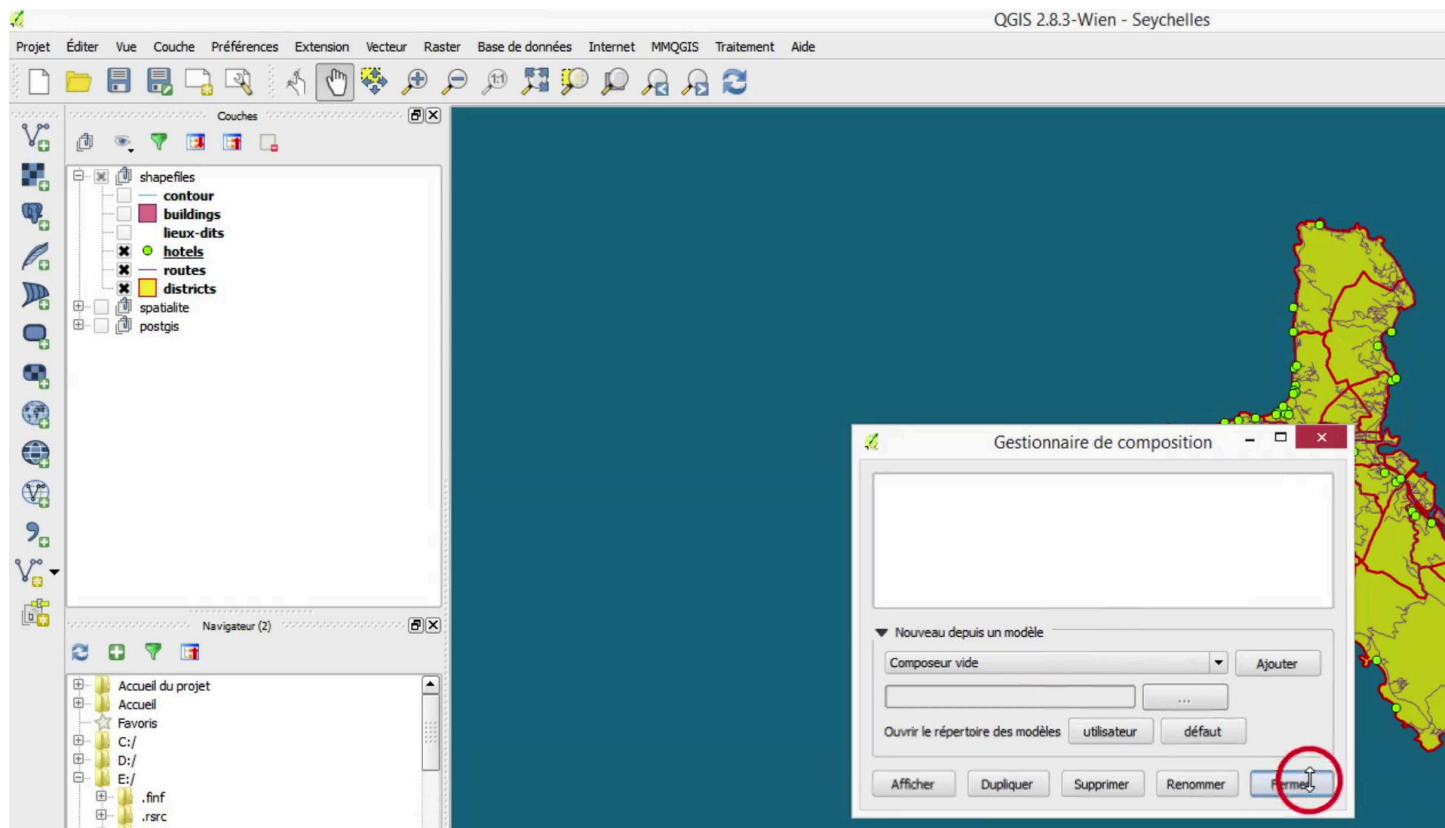 QGIS 2.8.3-Wien - Seychelles
Projet Éditer Vue Couche Préférences Extension Vecteur Raster Base de données Internet MMQGIS Traitement Aide
Couches
shapefiles
contour
buildings
lieux-dits
hotels
routes
districts
spatialite
postgis
Navigateur (2)
Accueil du projet
Accueil
Favoris
C:/
D:/
E:/
.finf
.rsrc
Gestionnaire de composition
Nouveau depuis un modèle
Composeur vide Ajouter
...
Ouvrir le répertoire des modèles utilisateur défaut
Afficher Dupliquer Supprimer Renommer Fermer